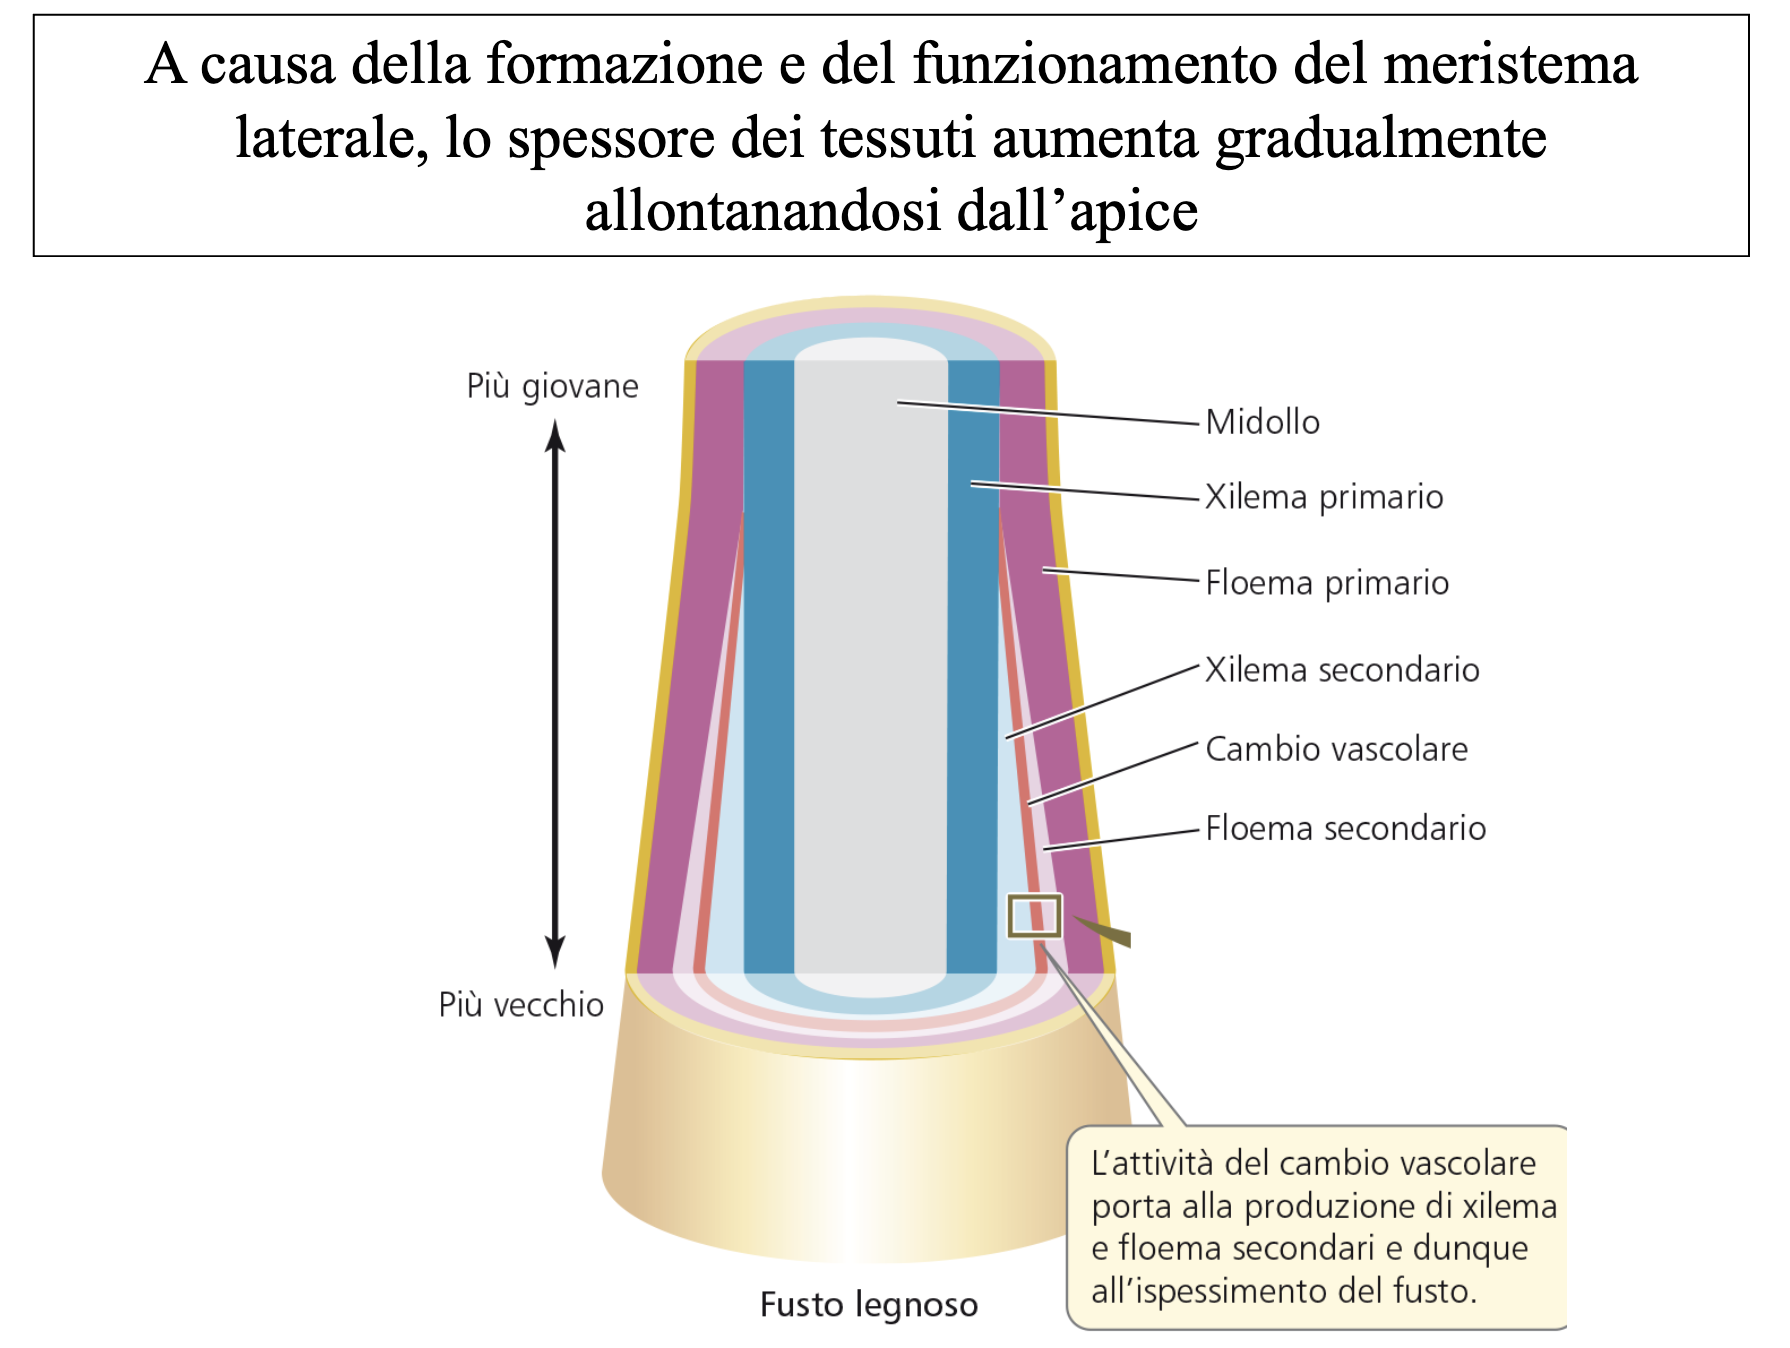 A causa della formazione e del funzionamento del meristema
laterale, lo spessore dei tessuti aumenta gradualmente
allontanandosi dall’apice
Più giovane
Midollo
Xilema primario
Floema primario
Xilema secondario
Cambio vascolare
Floema secondario
Più vecchio
L’attività del cambio vascolare
porta alla produzione di xilema
e floema secondari e dunque
all’ispessimento del fusto.
Fusto legnoso